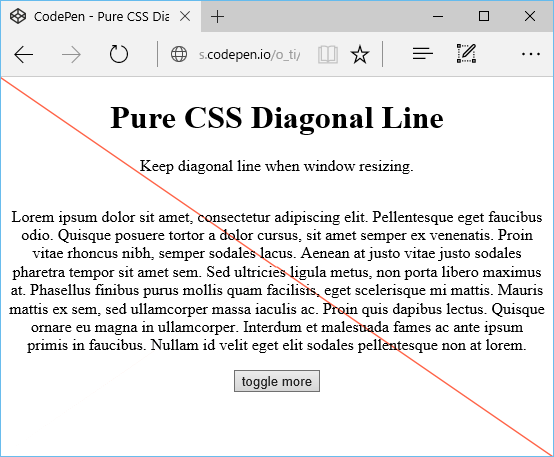 CodePen - Pure CSS Dia
s.codepen.io/o_ti/
Pure CSS Diagonal Line
Keep diagonal line when window resizing.
Lorem ipsum dolor sit amet, consectetur adipiscing elit. Pellentesque eget faucibus
odio. Quisque posuere tortor a dolor cursus, sit amet semper ex venenatis. Proin
vitae rhoncus nibh, semper sodales lacus. Aenean at justo vitae justo sodales
pharetra tempor sit amet sem. Sed ultricies ligula metus, non porta libero maximus
at. Phasellus finibus purus mollis quam facilisis, eget scelerisque mi mattis. Mauris
mattis ex sem, sed ullamcorper massa iaculis ac. Proin quis dapibus lectus. Quisque
ornare eu magna in ullamcorper. Interdum et malesuada fames ac ante ipsum
primis in faucibus. Nullam id velit eget elit sodales pellentesque non at lorem.
toggle more